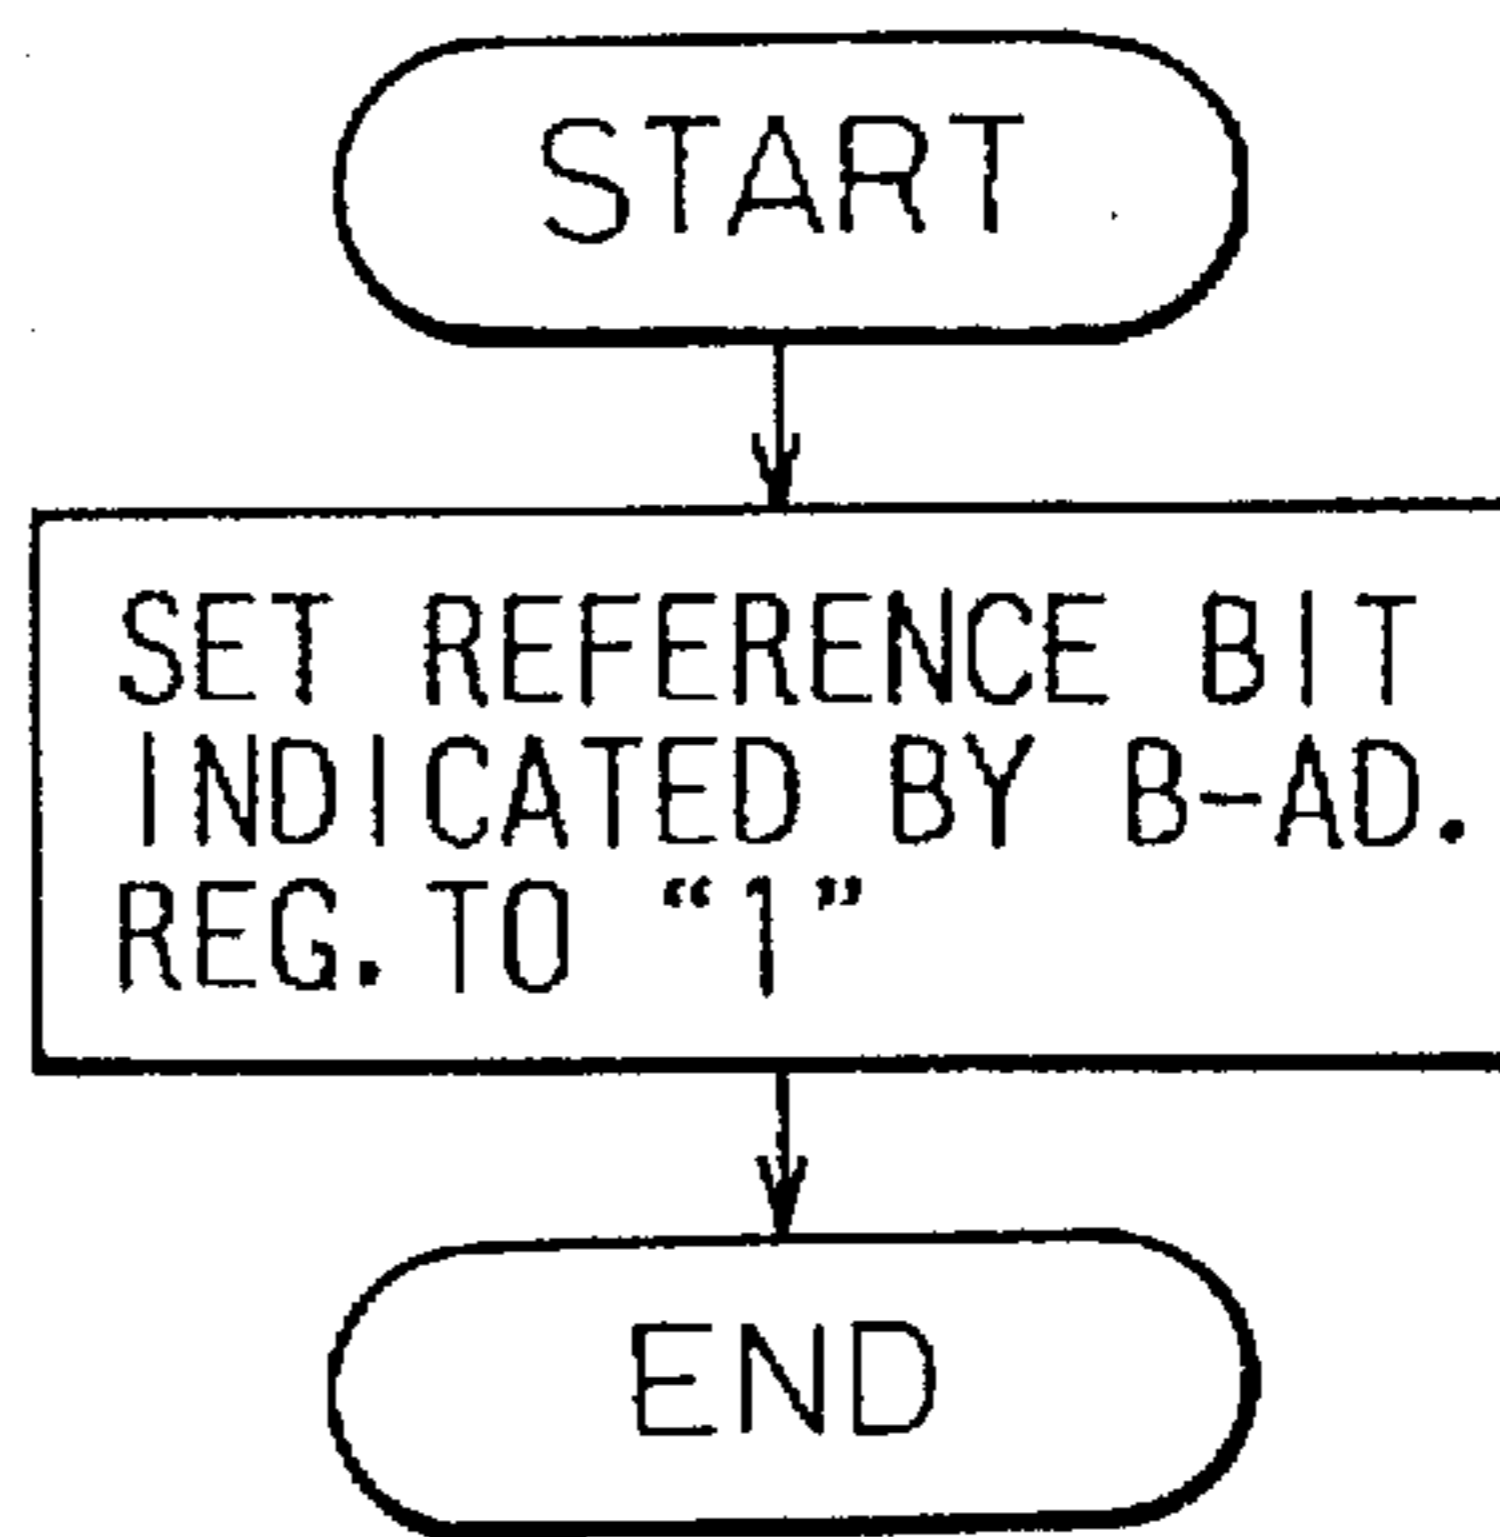 START
SET REFERENCE BIT
INDICATED BY B-AD.
REG. TO “1”
END